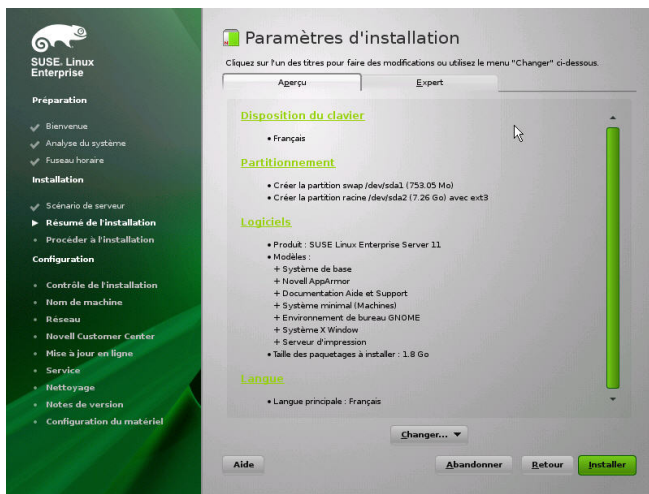 SUSE. Linux
Enterprise
Préparation
Bienvenue
Analyse du système
Fuseau horaire
Installation
Scénario de serveur
Résumé de l'installation
Procéder à l'installation
Configuration
Contrôle de l'installation
Nom de machine
Réseau
Novell Customer Center
Mise à jour en ligne
Service
Nettoyage
Notes de version
Configuration du matériel
Paramètres d'installation
Cliquez sur l'un des titres pour faire des modifications ou utilisez le menu "Changer" ci-dessous.
Aperçu
Expert
Disposition du clavier
• Français
Partitionnement
• Créer la partition swap /dev/sda1 (753.05 Mo)
• Créer la partition racine /dev/sda2 (7.26 Go) avec ext3
Logiciels
• Produit : SUSE Linux Enterprise Server 11
• Modèles :
+ Système de base
+ Novell AppArmor
+ Documentation Aide et Support
+ Système minimal (Machines)
+ Environnement de bureau GNOME
+ Système X Window
+ Serveur d'impression
• Taille des paquetages à installer : 1.8 Go
Langue
• Langue principale : Français
Changer...
Aide
Abandonner
Retour
Installer